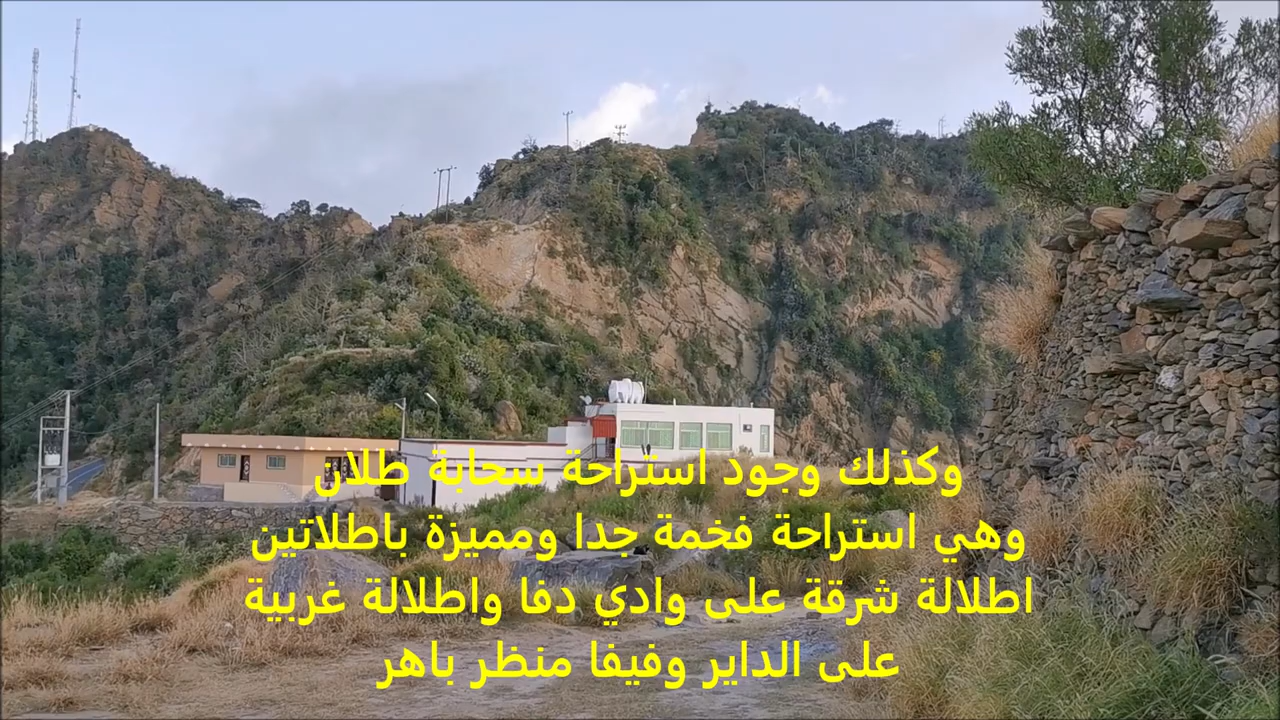 وكذلك وجود استراحة سحابة طلان
وهي استراحة فخمة جدا ومميزة باطلاتين
اطلالة شرقة على وادي دفا واطلالة غربية
على الداير وفيفا منظر باهر